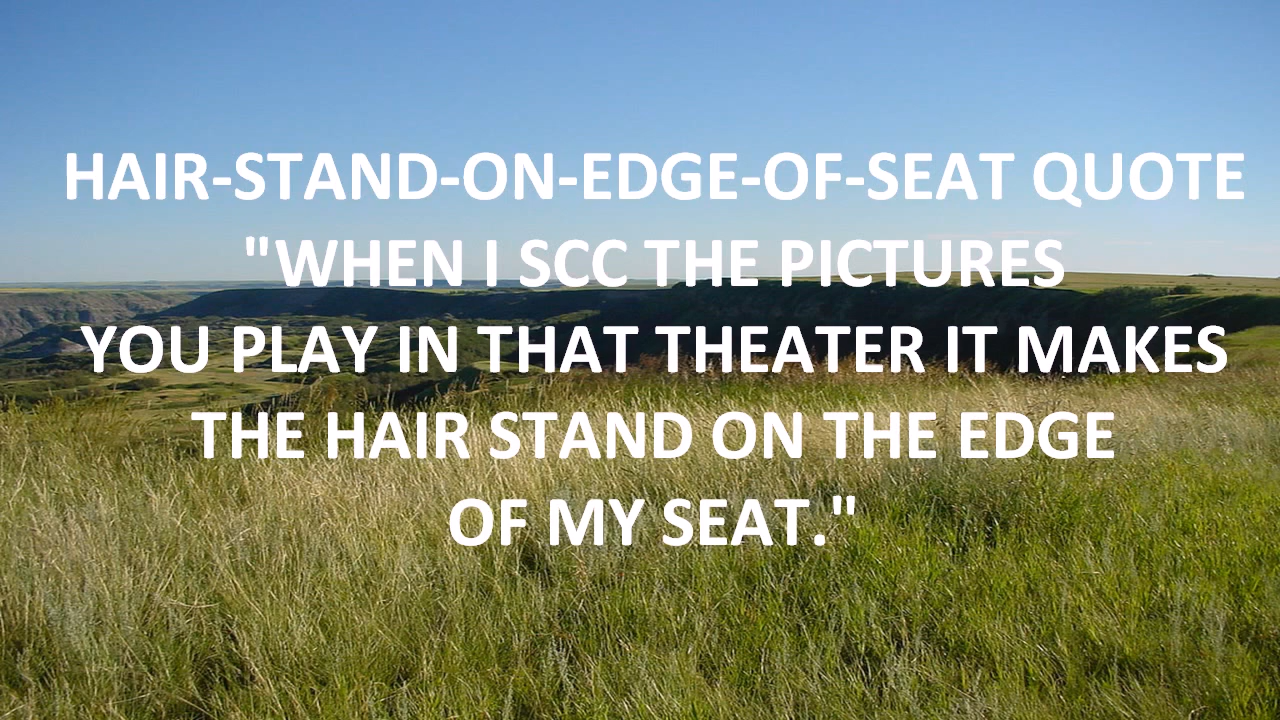 HAIR-STAND-ON-EDGE-OF-SEAT QUOTE
"WHEN I SCC THE PICTURES
YOU PLAY IN THAT THEATER IT MAKES
THE HAIR STAND ON THE EDGE
OF MY SEAT."